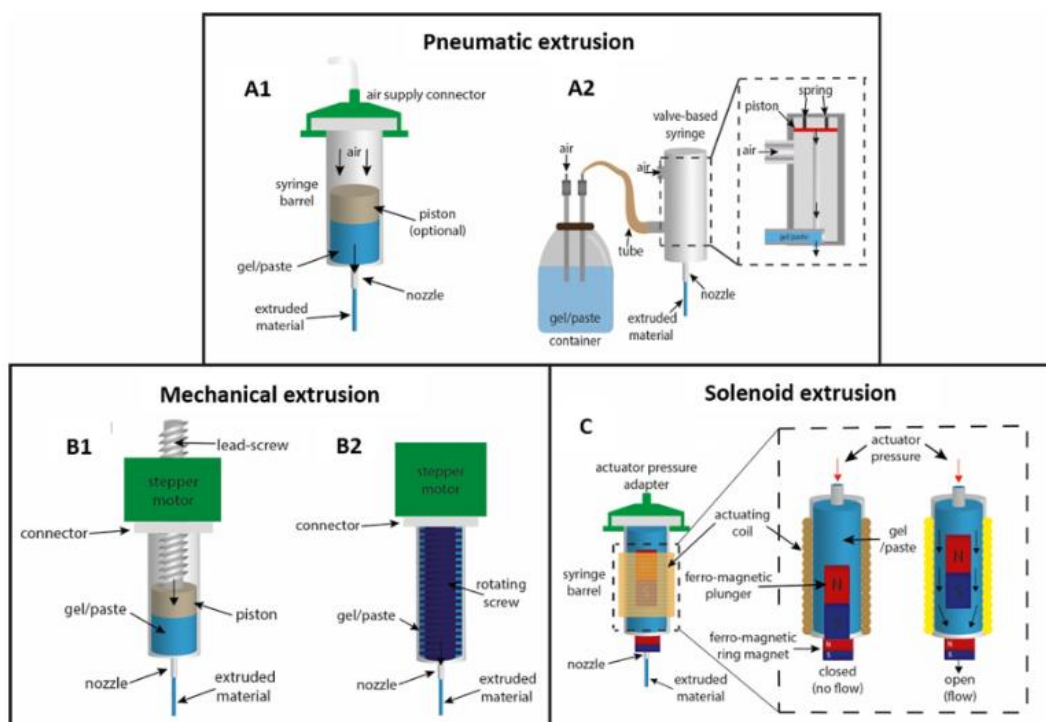 Pneumatic extrusion
A1
air supply connector
air
syringe
barrel
piston
(optional)
gel/paste
nozzle
extruded
material
A2
air
air
valve-based
syringe
tube
gel/paste
container
nozzle
extruded
material
spring
piston
air
gel/paste
Mechanical extrusion
B1
lead-screw
stepper
motor
connector
gel/paste
piston
nozzle
extruded
material
B2
stepper
motor
connector
rotating
screw
gel/paste
nozzle
extruded
material
Solenoid extrusion
C
actuator pressure
adapter
actuating
coil
syringe
barrel
ferro-magnetic
plunger
ferro-magnetic
ring magnet
nozzle
extruded
material
actuator
pressure
gel
/paste
N
S
N
S
N
S
N
S
closed
(no flow)
open
(flow)